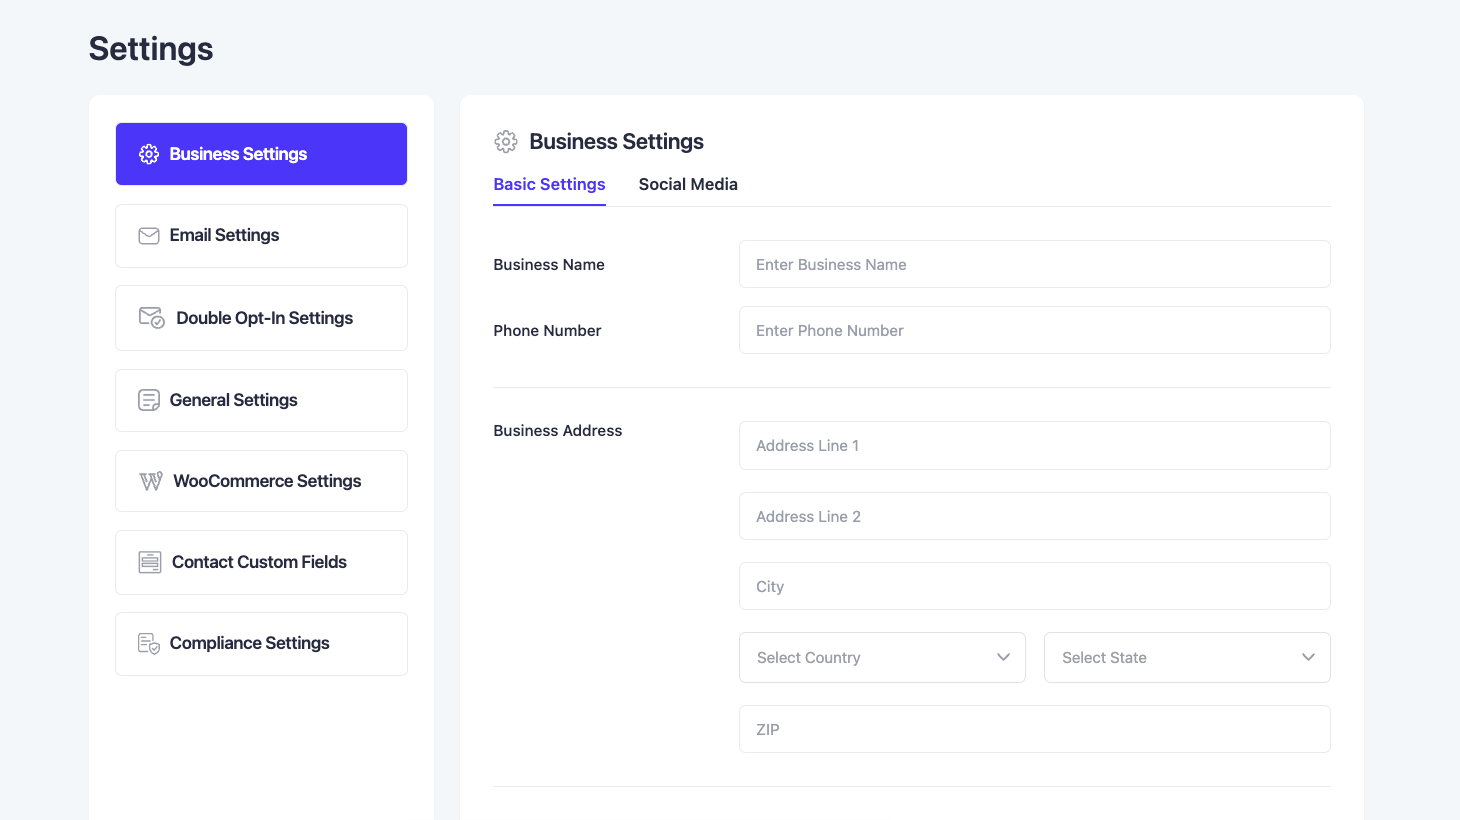 Settings
Business Settings
Email Settings
Double Opt-In Settings
General Settings
WooCommerce Settings
Contact Custom Fields
Compliance Settings
Business Settings
Basic Settings Social Media
Business Name Enter Business Name
Phone Number Enter Phone Number
Business Address Address Line 1
Address Line 2
City
Select Country Select State
ZIP